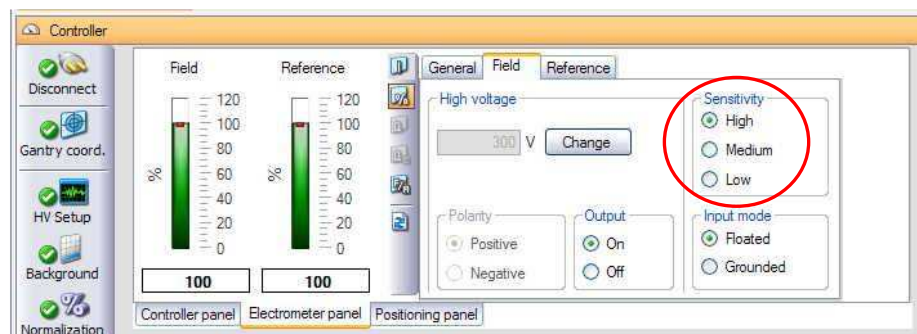 Controller
Disconnect
Gantry coord.
HV Setup
Background
Normalization
Field
Reference
%
120
100
80
60
40
20
0
100
%
120
100
80
60
40
20
0
100
General Field Reference
High voltage
300 V Change
Polarity
Positive
Negative
Output
On
Off
Sensitivity
High
Medium
Low
Input mode
Floated
Grounded
Controller panel Electrometer panel Positioning panel